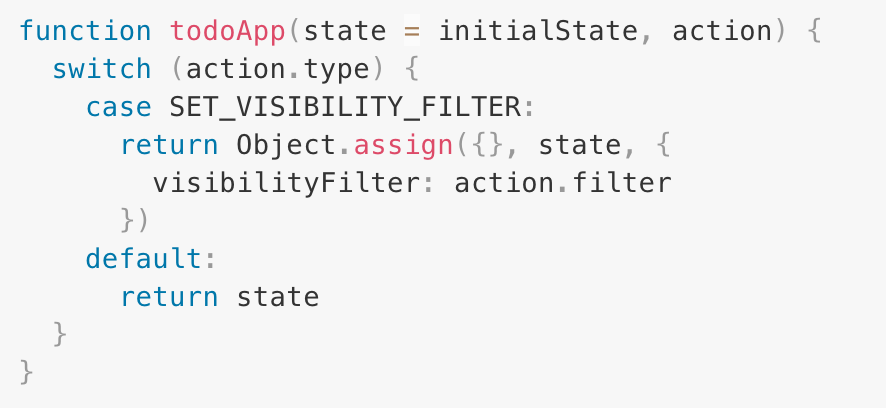 function todoApp(state = initialState, action) {
  switch (action.type) {
    case SET_VISIBILITY_FILTER:
      return Object.assign({}, state, {
        visibilityFilter: action.filter
      })
    default:
      return state
  }
}